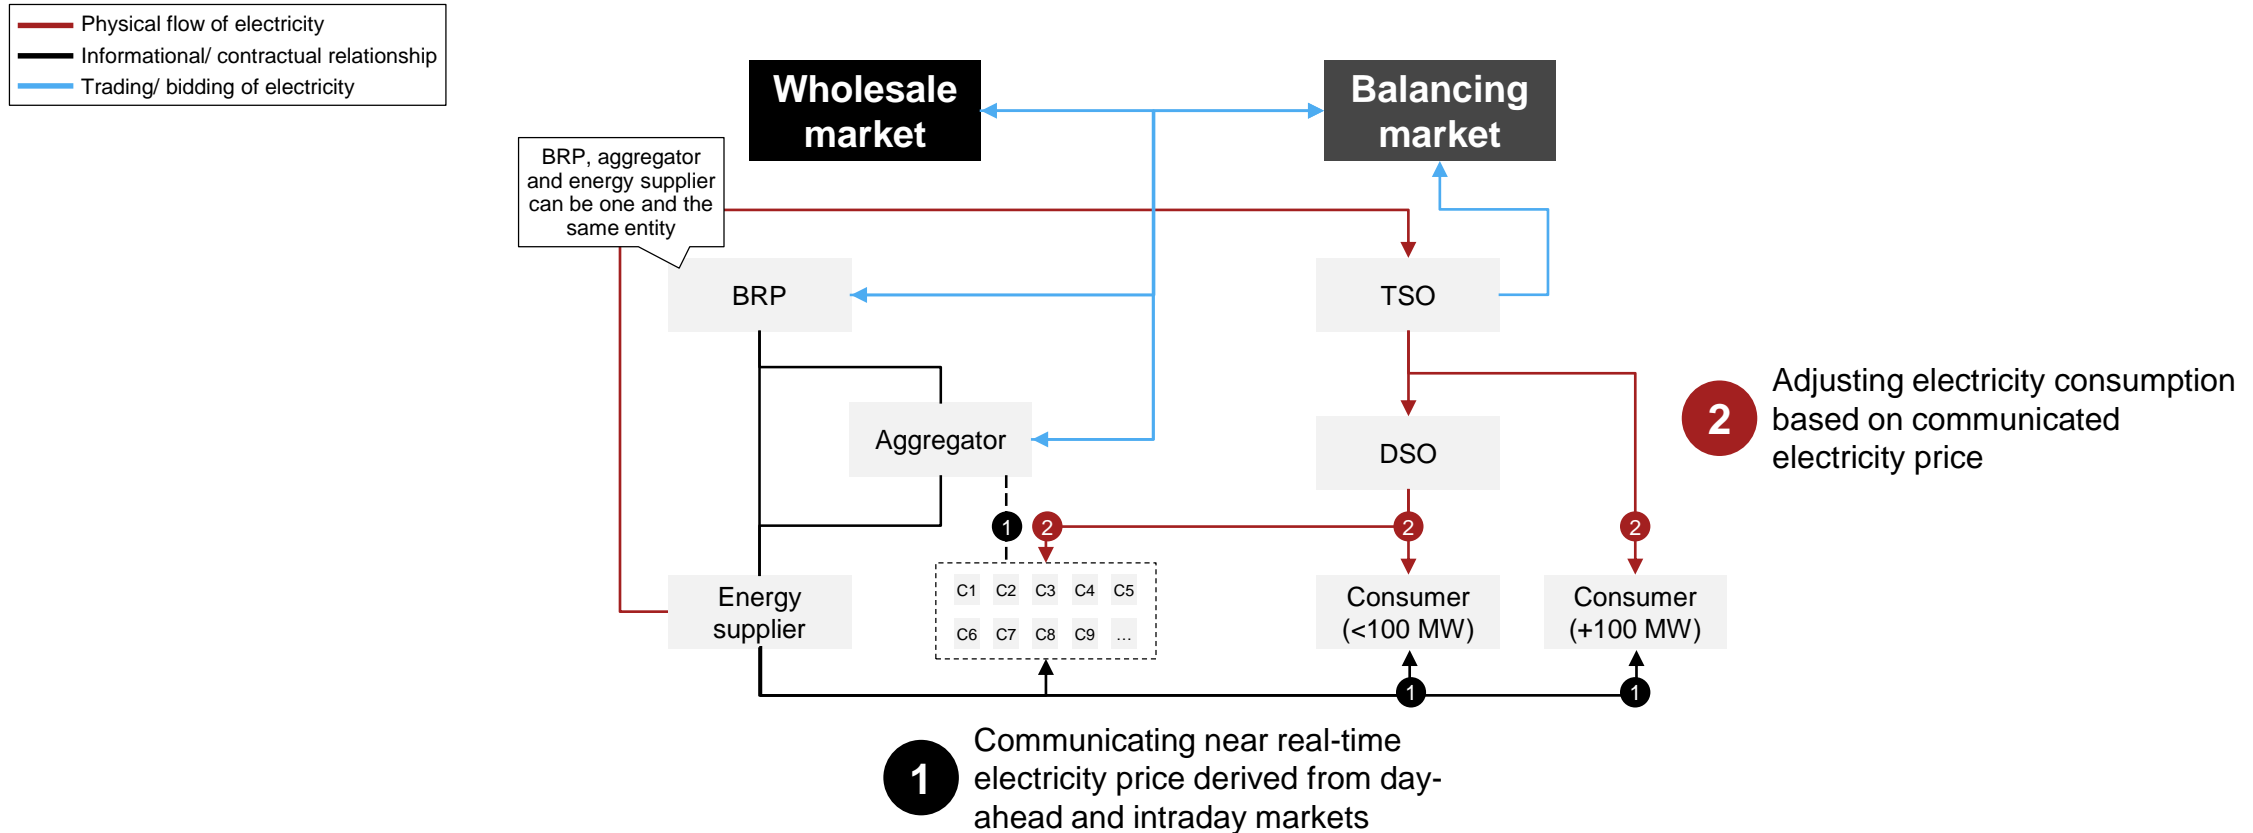 Physical flow of electricity
Informational/ contractual relationship
Trading/ bidding of electricity
Wholesale
market
Balancing
market
BRP, aggregator
and energy supplier
can be one and the
same entity
BRP
TSO
Aggregator
DSO
2
Adjusting electricity consumption
based on communicated
electricity price
1
2
2
2
C1 C2 C3 C4 C5
C6 C7 C8 C9 ...
Energy
supplier
Consumer
(<100 MW)
Consumer
(+100 MW)
1
1
1
Communicating near real-time
electricity price derived from day-
ahead and intraday markets